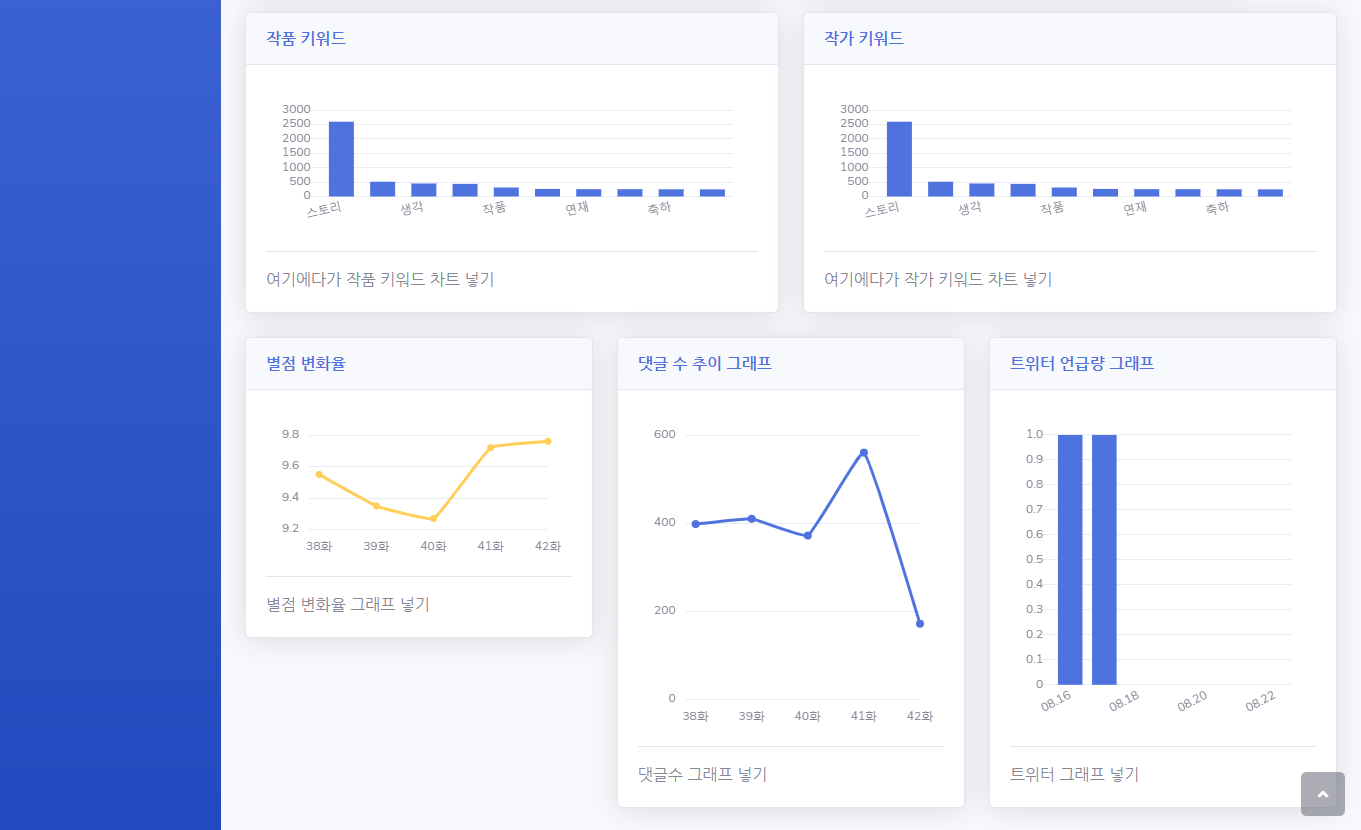 작품 키워드
3000
2500
2000
1500
1000
500
0
스토리 생각 작품 연재 축하
여기에다가 작품 키워드 차트 넣기
작가 키워드
3000
2500
2000
1500
1000
500
0
스토리 생각 작품 연재 축하
여기에다가 작가 키워드 차트 넣기
별점 변화율
9.8
9.6
9.4
9.2
38화 39화 40화 41화 42화
별점 변화율 그래프 넣기
댓글 수 추이 그래프
600
400
200
0
38화 39화 40화 41화 42화
댓글수 그래프 넣기
트위터 언급량 그래프
1.0
0.9
0.8
0.7
0.6
0.5
0.4
0.3
0.2
0.1
0
08.16 08.18 08.20 08.22
트위터 그래프 넣기